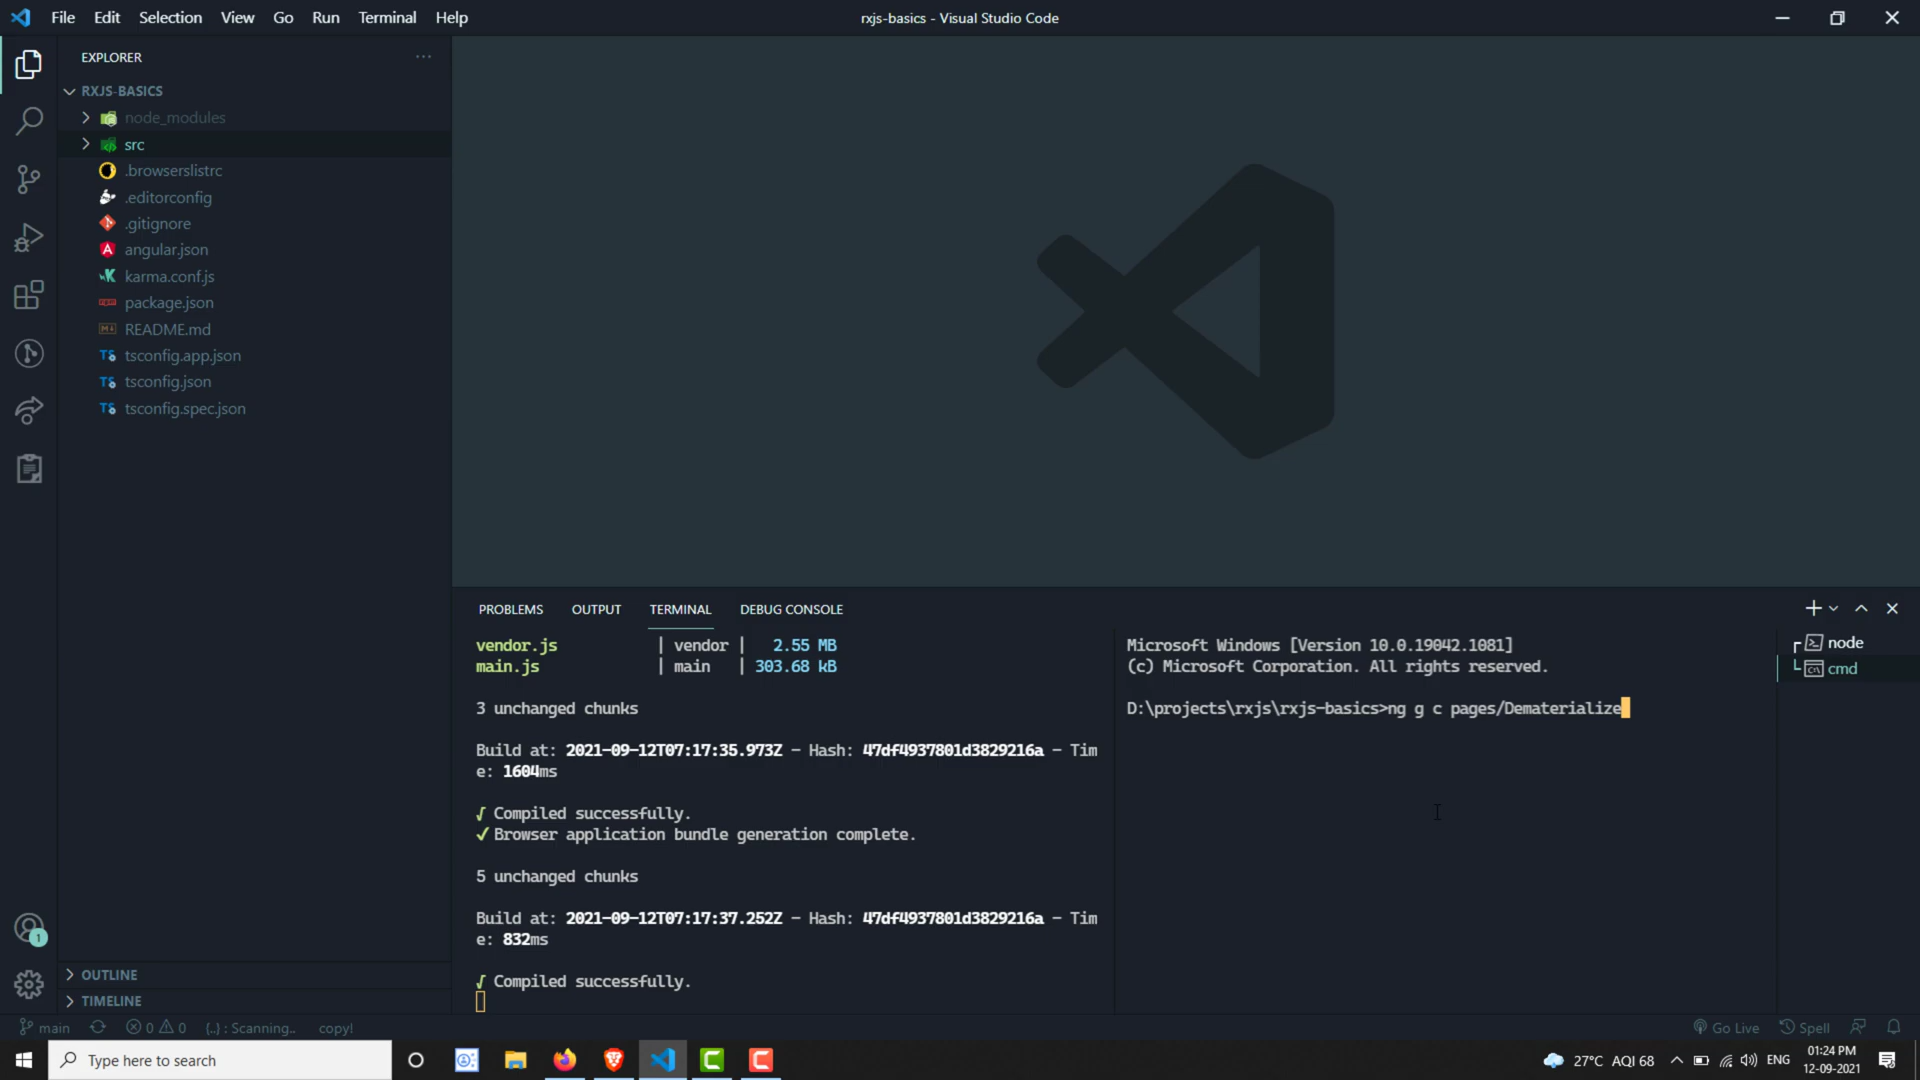 File Edit Selection View Go Run Terminal Help
rxjs-basics - Visual Studio Code
EXPLORER
RXJS-BASICS
node_modules
src
.browserslistrc
.editorconfig
.gitignore
angular.json
karma.conf.js
package.json
README.md
tsconfig.app.json
tsconfig.json
tsconfig.spec.json
OUTLINE
TIMELINE
PROBLEMS OUTPUT TERMINAL DEBUG CONSOLE
vendor.js | vendor | 2.55 MB
main.js | main | 303.68 kB
3 unchanged chunks
Build at: 2021-09-12T07:17:35.973Z - Hash: 47df4937801d3829216a - Tim
e: 1604ms
√ Compiled successfully.
✔ Browser application bundle generation complete.
5 unchanged chunks
Build at: 2021-09-12T07:17:37.252Z - Hash: 47df4937801d3829216a - Tim
e: 832ms
√ Compiled successfully.
Microsoft Windows [Version 10.0.19042.1081]
(c) Microsoft Corporation. All rights reserved.
D:\projects\rxjs\rxjs-basics>ng g c pages/Dematerialize
node
cmd
1
main 0 0 {..} : Scanning.. copy!
Go Live Spell
Type here to search
27°C AQI 68 ENG
01:24 PM
12-09-2021